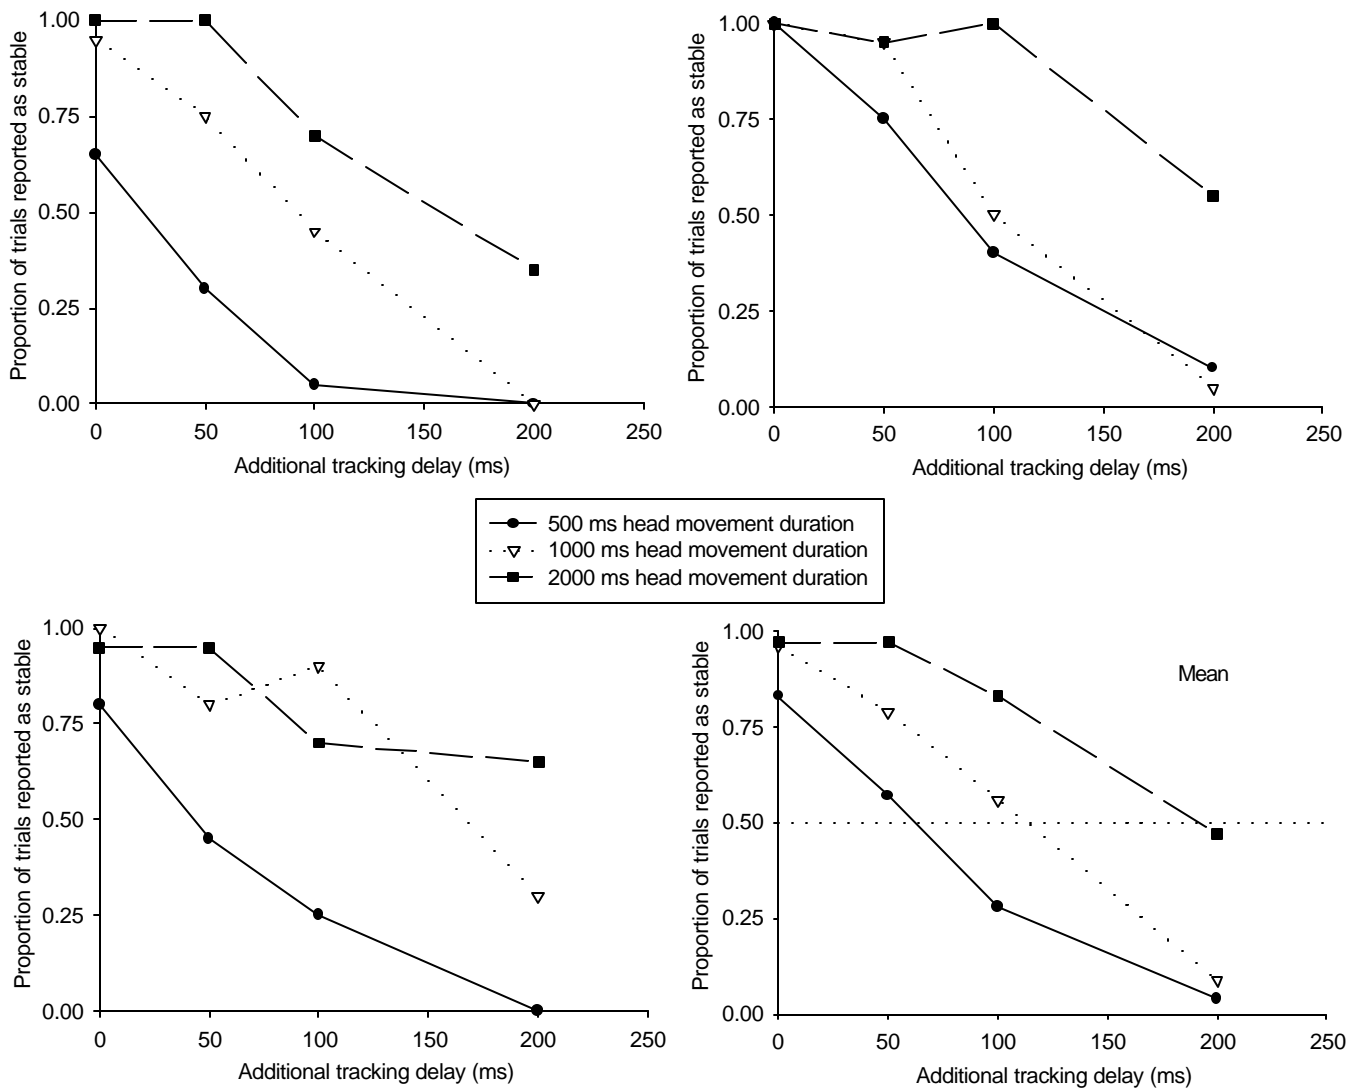 Proportion of trials reported as stable
1.00
0.75
0.50
0.25
0.00
0 50 100 150 200 250
Additional tracking delay (ms)
Proportion of trials reported as stable
1.00
0.75
0.50
0.25
0.00
0 50 100 150 200 250
Additional tracking delay (ms)
500 ms head movement duration
1000 ms head movement duration
2000 ms head movement duration
Proportion of trials reported as stable
1.00
0.75
0.50
0.25
0.00
0 50 100 150 200 250
Additional tracking delay (ms)
Proportion of trials reported as stable
1.00
0.75
0.50
0.25
0.00
Mean
0 50 100 150 200 250
Additional tracking delay (ms)